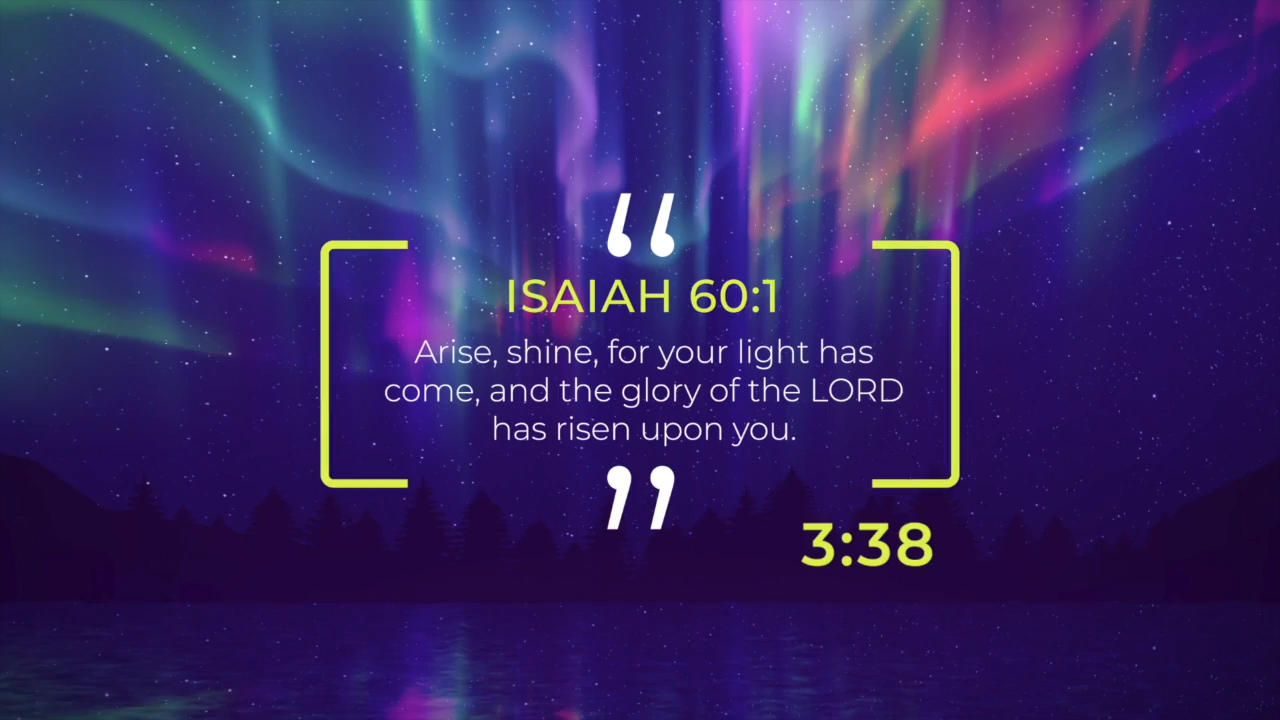 “
ISAIAH 60:1
Arise, shine, for your light has
come, and the glory of the LORD
has risen upon you.
”
3:38